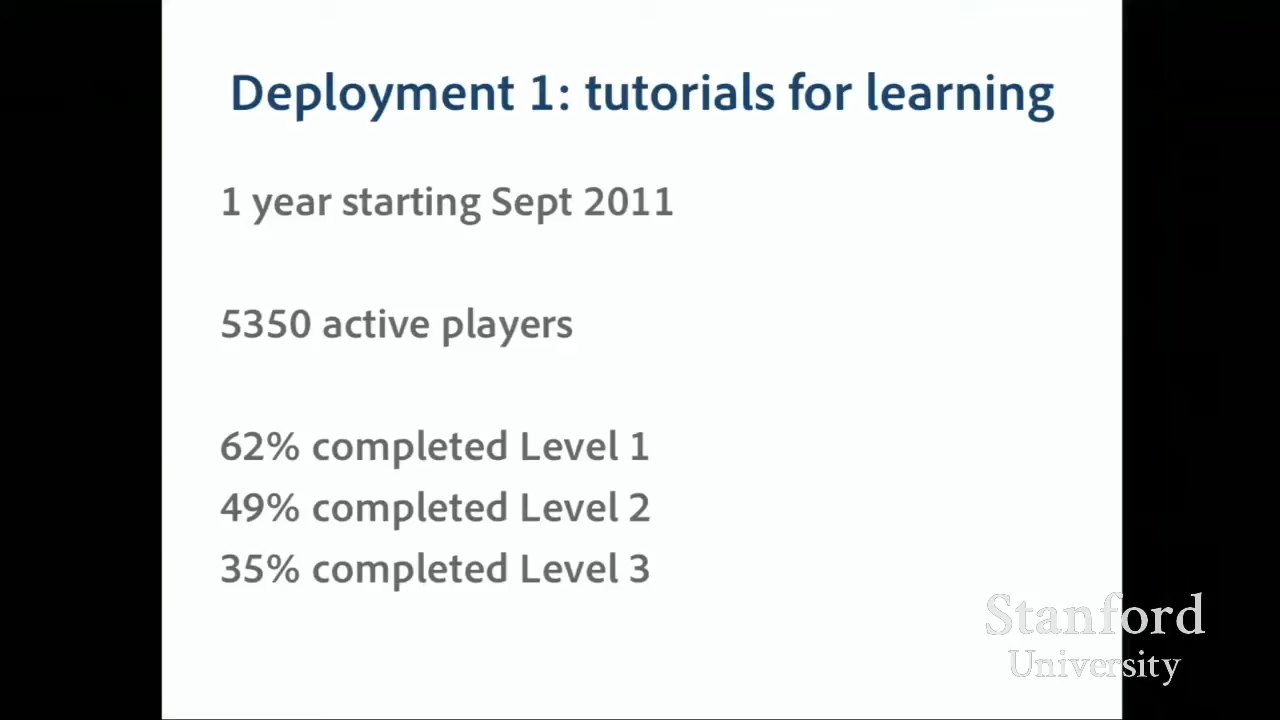 Deployment 1: tutorials for learning
1 year starting Sept 2011
5350 active players
62% completed Level 1
49% completed Level 2
35% completed Level 3
Stanford
University